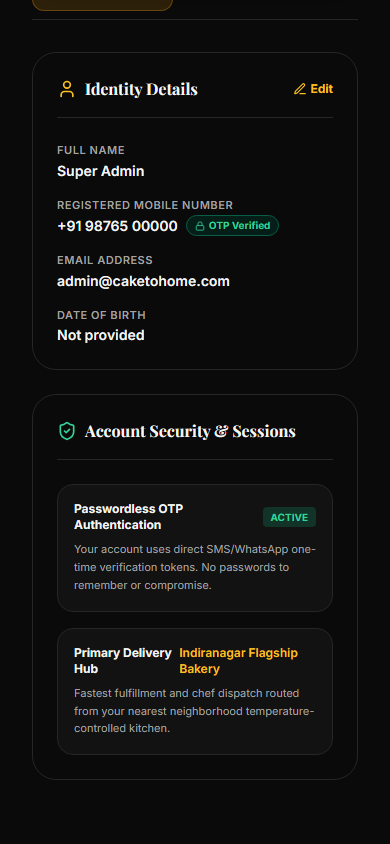 Identity Details
Edit
FULL NAME
Super Admin
REGISTERED MOBILE NUMBER
+91 98765 00000
OTP Verified
EMAIL ADDRESS
admin@caketohome.com
DATE OF BIRTH
Not provided
Account Security & Sessions
Passwordless OTP
Authentication
ACTIVE
Your account uses direct SMS/WhatsApp one-
time verification tokens. No passwords to
remember or compromise.
Primary Delivery
Hub
Indiranagar Flagship
Bakery
Fastest fulfillment and chef dispatch routed
from your nearest neighborhood temperature-
controlled kitchen.